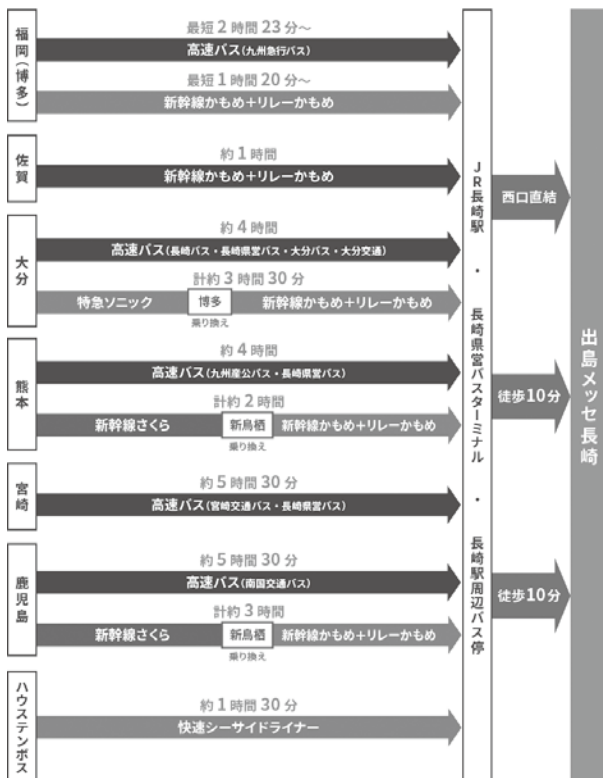 福岡(博多)
最短2時間23分～
高速バス(九州急行バス)
最短1時間20分～
新幹線かもめ+リレーかもめ
佐賀
約1時間
新幹線かもめ+リレーかもめ
大分
約4時間
高速バス(長崎バス・長崎県営バス・大分バス・大分交通)
計約3時間30分
特急ソニック
博多
新幹線かもめ+リレーかもめ
乗り換え
熊本
約4時間
高速バス(九州産交バス・長崎県営バス)
計約2時間
新幹線さくら
新鳥栖
新幹線かもめ+リレーかもめ
乗り換え
宮崎
約5時間30分
高速バス(宮崎交通バス・長崎県営バス)
鹿児島
約5時間30分
高速バス(南国交通バス)
計約3時間
新幹線さくら
新鳥栖
新幹線かもめ+リレーかもめ
乗り換え
ハウステンボス
約1時間30分
快速シーサイドライナー
JR長崎駅・長崎県営バスターミナル・長崎駅周辺バス停
西口直結
徒歩10分
徒歩10分
出島メッセ長崎